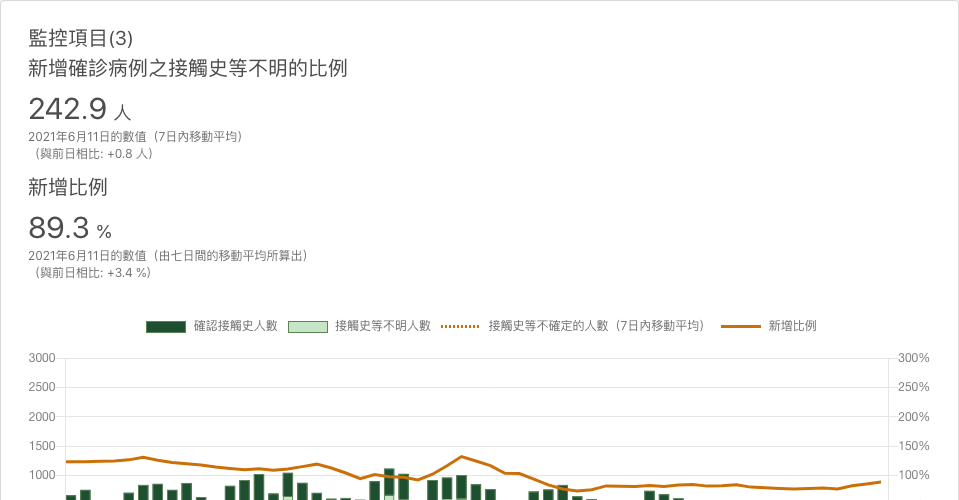 監控項目(3)
新增確診病例之接觸史等不明的比例
242.9 人
2021年6月11日的數值（7日內移動平均）
（與前日相比: +0.8 人）
新增比例
89.3 %
2021年6月11日的數值（由七日間的移動平均所算出）
（與前日相比: +3.4 %）
確認接觸史人數 接觸史等不明人數 接觸史等不確定的人數（7日內移動平均） 新增比例
3000 300%
2500 250%
2000 200%
1500 150%
1000 100%